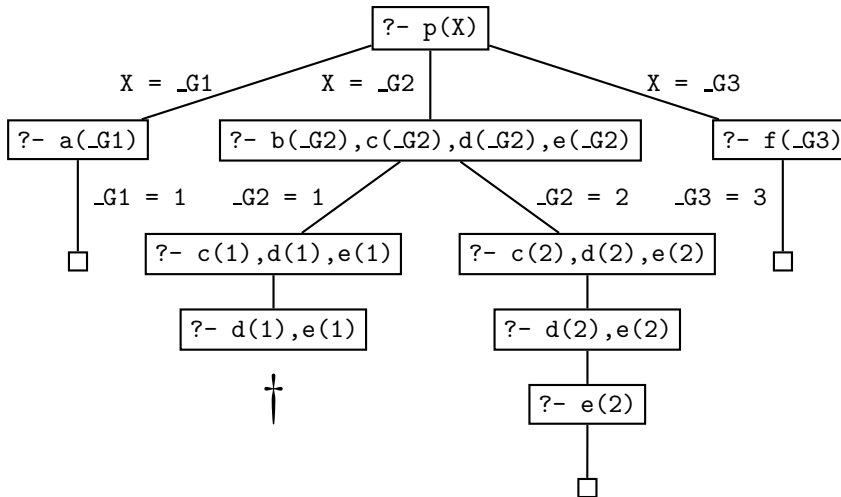 ?- p(X)
X = _G1
X = _G2
X = _G3
?- a(_G1)
?- b(_G2),c(_G2),d(_G2),e(_G2)
?- f(_G3)
_G1 = 1
_G2 = 1
_G2 = 2
_G3 = 3
?- c(1),d(1),e(1)
?- c(2),d(2),e(2)
?- d(1),e(1)
?- d(2),e(2)
†
?- e(2)